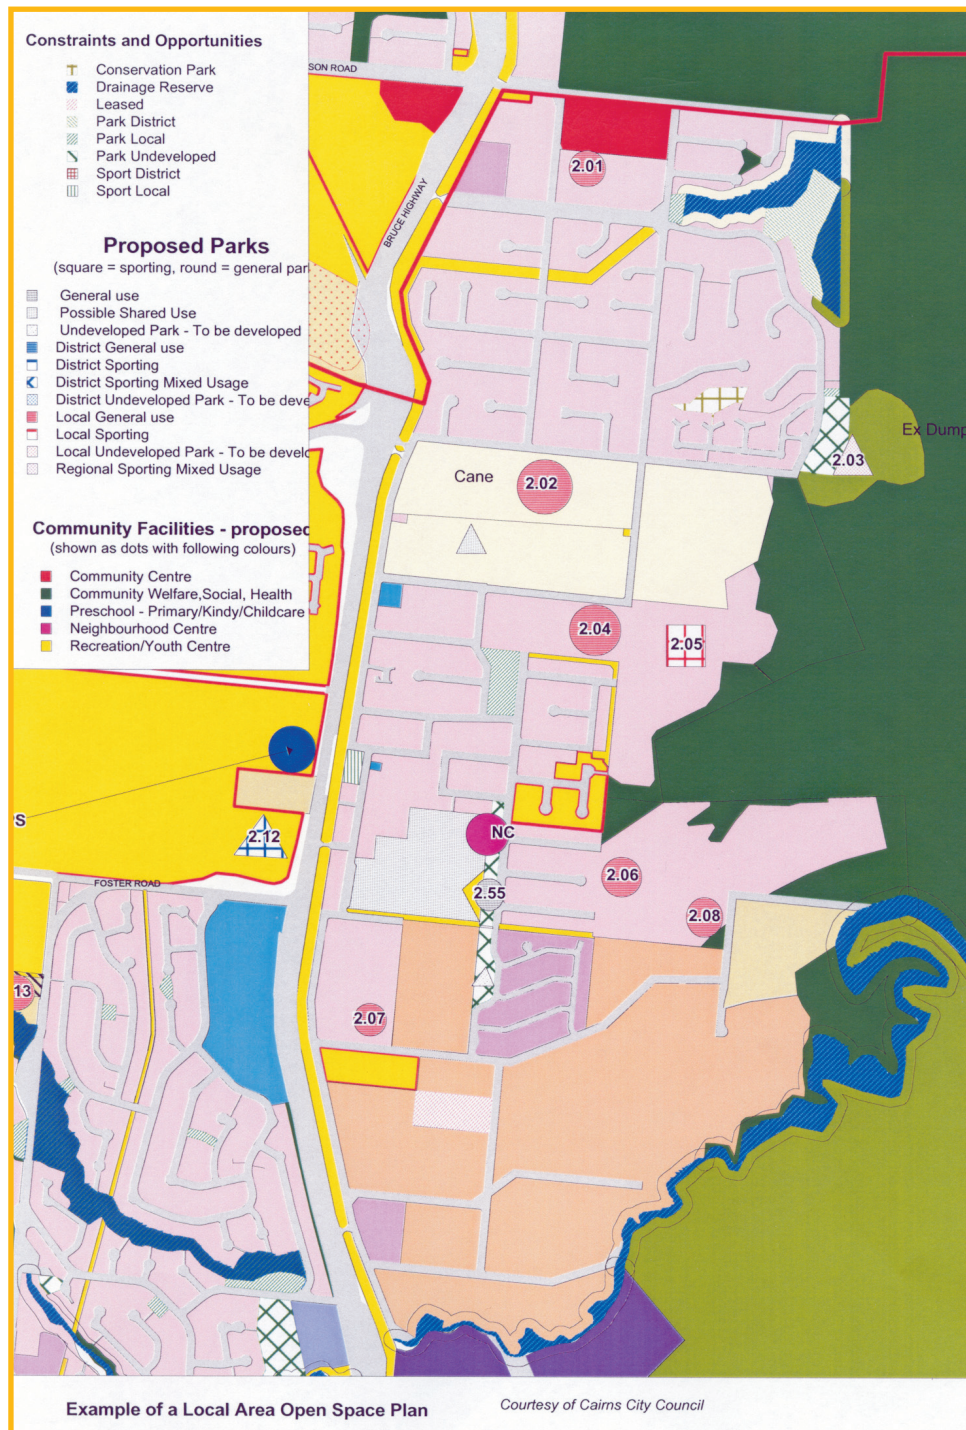 Constraints and Opportunities
Conservation Park
Drainage Reserve
Leased
Park District
Park Local
Park Undeveloped
Sport District
Sport Local
Proposed Parks
(square = sporting, round = general par
General use
Possible Shared Use
Undeveloped Park - To be developed
District General use
District Sporting
District Sporting Mixed Usage
District Undeveloped Park - To be deve
Local General use
Local Sporting
Local Undeveloped Park - To be develo
Regional Sporting Mixed Usage
Community Facilities - proposed
(shown as dots with following colours)
Community Centre
Community Welfare,Social, Health
Preschool - Primary/Kindy/Childcare
Neighbourhood Centre
Recreation/Youth Centre
SON ROAD
BRUCE HIGHWAY
2.01
Ex Dump
2.03
Cane
2.02
2.04
2.05
S
2.12
NC
FOSTER ROAD
2.55
2.06
2.08
13
2.07
Example of a Local Area Open Space Plan
Courtesy of Cairns City Council